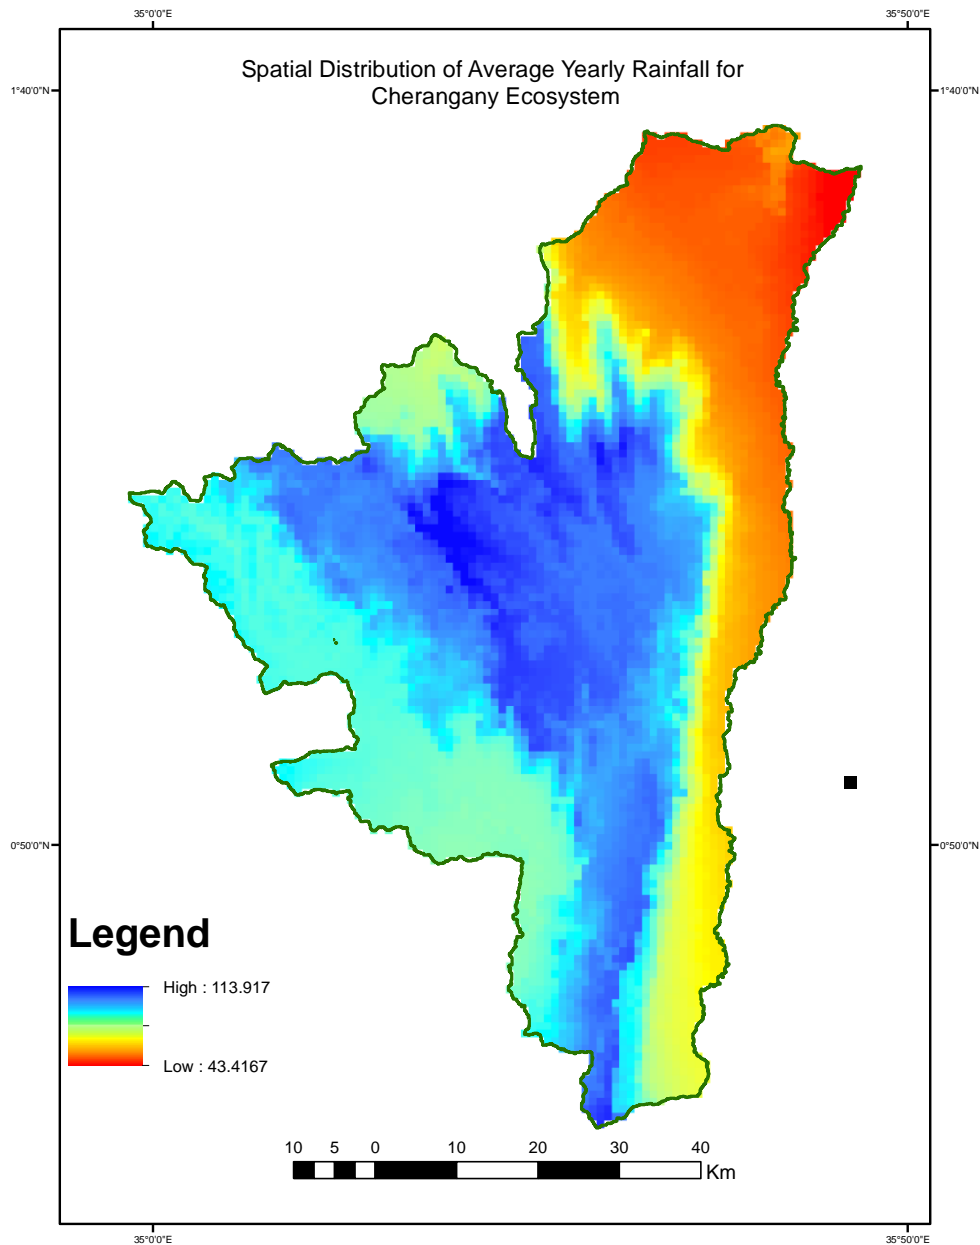 35°0'0"E 35°50'0"E
Spatial Distribution of Average Yearly Rainfall for
Cherangany Ecosystem
1°40'0"N 1°40'0"N
0°50'0"N 0°50'0"N
Legend
High : 113.917
Low : 43.4167
10 5 0 10 20 30 40
Km
35°0'0"E 35°50'0"E